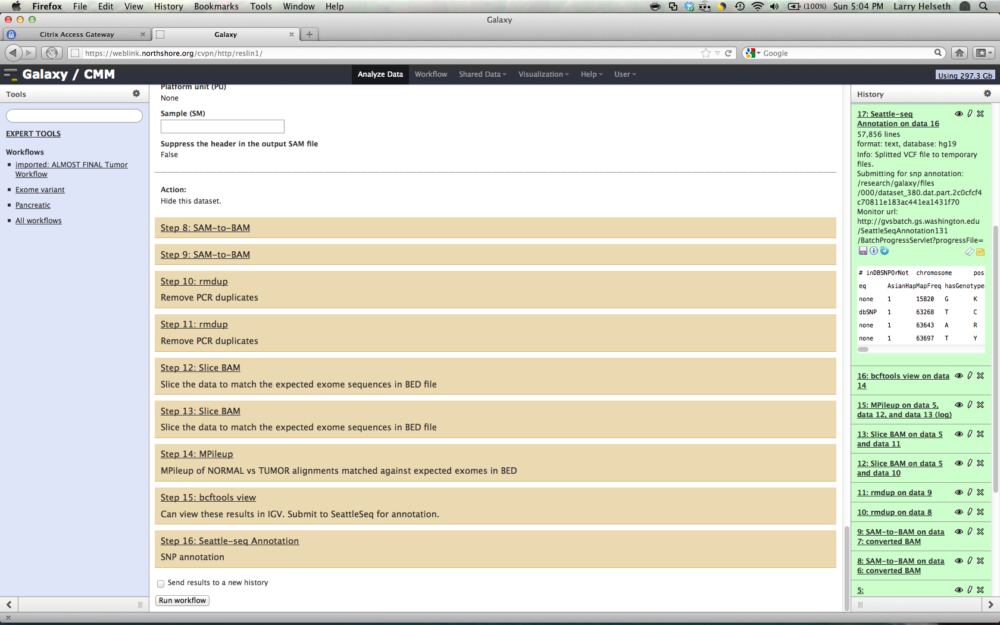 Firefox File Edit View History Bookmarks Tools Window Help (100%) Sun 5:04 PM Larry Helseth
Galaxy
Citrix Access Gateway Galaxy
https://weblink.northshore.org/cvpn/http/reslin1/ Google
Galaxy / CMM Analyze Data Workflow Shared Data Visualization Help User Using 297.3 Gb
Tools
EXPERT TOOLS
Workflows
imported: ALMOST FINAL Tumor
Workflow
Exome variant
Pancreatic
All workflows
Platform unit (PU)
None
Sample (SM)
Suppress the header in the output SAM file
False
Action:
Hide this dataset.
Step 8: SAM-to-BAM
Step 9: SAM-to-BAM
Step 10: rmdup
Remove PCR duplicates
Step 11: rmdup
Remove PCR duplicates
Step 12: Slice BAM
Slice the data to match the expected exome sequences in BED file
Step 13: Slice BAM
Slice the data to match the expected exome sequences in BED file
Step 14: MPileup
MPileup of NORMAL vs TUMOR alignments matched against expected exomes in BED
Step 15: bcftools view
Can view these results in IGV. Submit to SeattleSeq for annotation.
Step 16: Seattle-seq Annotation
SNP annotation
Send results to a new history
Run workflow
History
17: Seattle-seq
Annotation on data 16
57,856 lines
format: text, database: hg19
Info: Splitted VCF file to temporary
files.
Submitting for snp annotation:
/research/galaxy/files
/000/dataset_380.dat.part.2c0cfcf4
c70811e183ac441ea1431f70
Monitor url:
http://gvsbatch.gs.washington.edu
/SeattleSeqAnnotation131
/BatchProgressServlet?progressFile=
# inDBSNPOrNot chromosome pos
eq AsianHapMapFreq hasGenotypes
none 1 15820 G K
dbSNP 1 63268 T C
none 1 63643 A R
none 1 63697 T Y
16: bcftools view on data
14
15: MPileup on data 5,
data 12, and data 13 (log)
13: Slice BAM on data 5
and data 11
12: Slice BAM on data 5
and data 10
11: rmdup on data 9
10: rmdup on data 8
9: SAM-to-BAM on data
7: converted BAM
8: SAM-to-BAM on data
6: converted BAM
5: